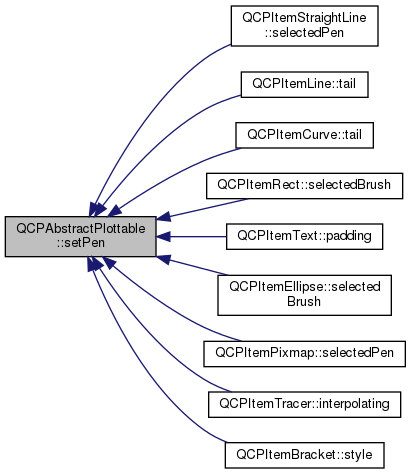 QCPItemStraightLine
::selectedPen
QCPItemLine::tail
QCPItemCurve::tail
QCPItemRect::selectedBrush
QCPAbstractPlottable
::setPen
QCPItemText::padding
QCPItemEllipse::selected
Brush
QCPItemPixmap::selectedPen
QCPItemTracer::interpolating
QCPItemBracket::style